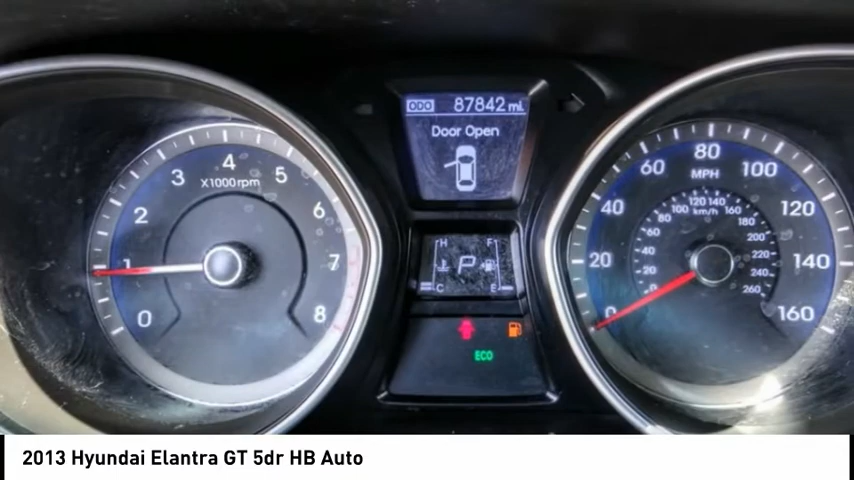 ODO 87842 mi.
Door Open
0 1 2 3 4 5 6 7 8
X1000rpm
H F
P
C E
ECO
0 20 40 60 80 100 120 140 160
MPH
0 20 40 60 80 100 120 140 160 180 200 220 240 260
km/h
2013 Hyundai Elantra GT 5dr HB Auto